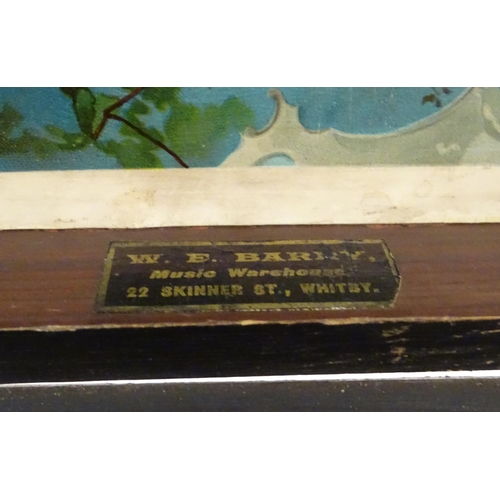 W. E. BARRY,
Music Warehouse,
22 SKINNER ST., WHITBY.